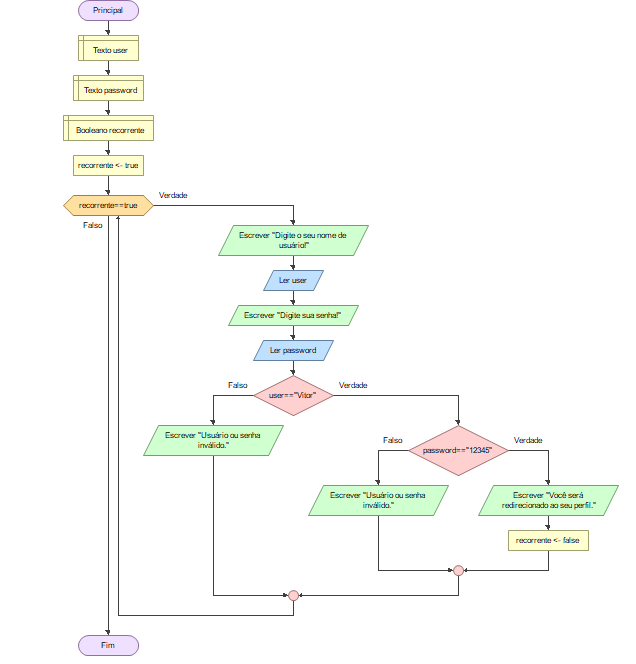 Principal
Texto user
Texto password
Booleano recorrente
recorrente <- true
recorrente==true
Verdade
Falso
Escrever "Digite o seu nome de
usuário!"
Ler user
Escrever "Digite sua senha!"
Ler password
user=="Vitor"
Falso
Verdade
Escrever "Usuário ou senha
inválido."
password=="12345"
Falso
Verdade
Escrever "Usuário ou senha
inválido."
Escrever "Você será
redirecionado ao seu perfil."
recorrente <- false
Fim